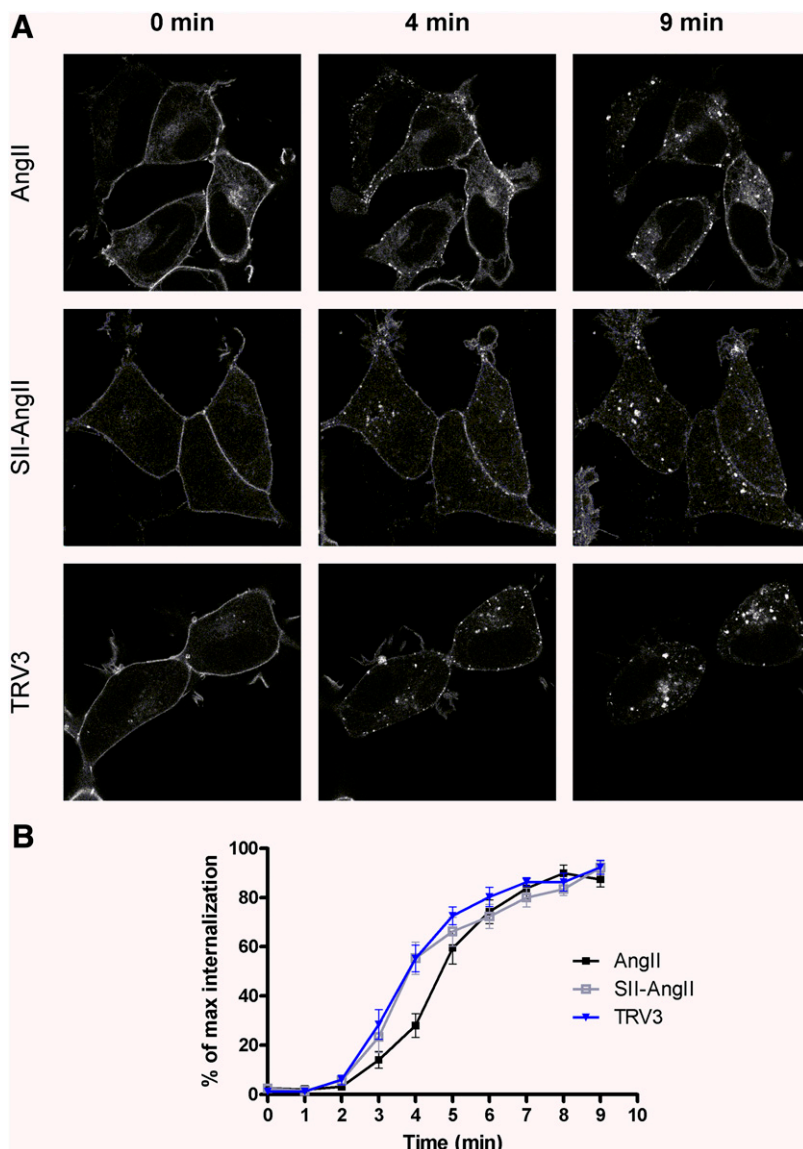 A
0 min 4 min 9 min
AngII
SII-AngII
TRV3
B
% of max internalization
100
80
60
40
20
0
0 1 2 3 4 5 6 7 8 9 10
Time (min)
AngII
SII-AngII
TRV3